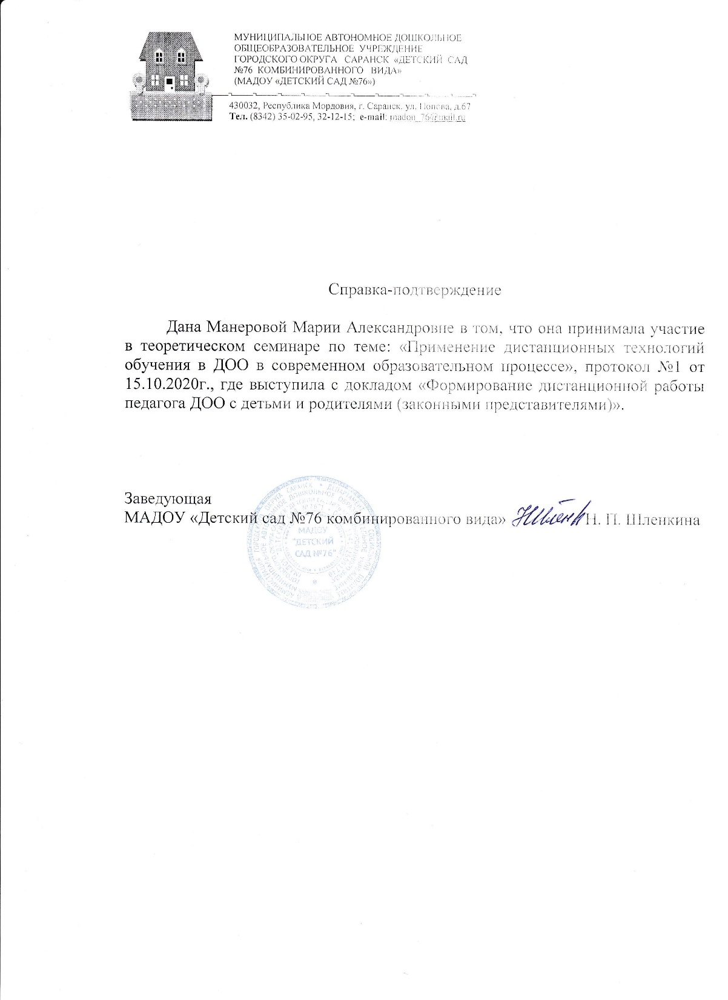 МУНИЦИПАЛЬНОЕ АВТОНОМНОЕ ДОШКОЛЬНОЕ
ОБЩЕОБРАЗОВАТЕЛЬНОЕ УЧРЕЖДЕНИЕ
ГОРОДСКОГО ОКРУГА САРАНСК «ДЕТСКИЙ САД
№76 КОМБИНИРОВАННОГО ВИДА»
(МАДОУ «ДЕТСКИЙ САД №76»)
430032, Республика Мордовия, г. Саранск. ул. Попова, д.67
Тел. (8342) 35-02-95, 32-12-15; e-mail: madou_76@mail.ru
Справка-подтверждение
Дана Манеровой Марии Александровне в том, что она принимала участие
в теоретическом семинаре по теме: «Применение дистанционных технологий
обучения в ДОО в современном образовательном процессе», протокол №1 от
15.10.2020г., где выступила с докладом «Формирование дистанционной работы
педагога ДОО с детьми и родителями (законными представителями)».
Заведующая
МАДОУ «Детский сад №76 комбинированного вида» Н. П. Шленкина
МАДОУ
"ДЕТСКИЙ
САД №76"